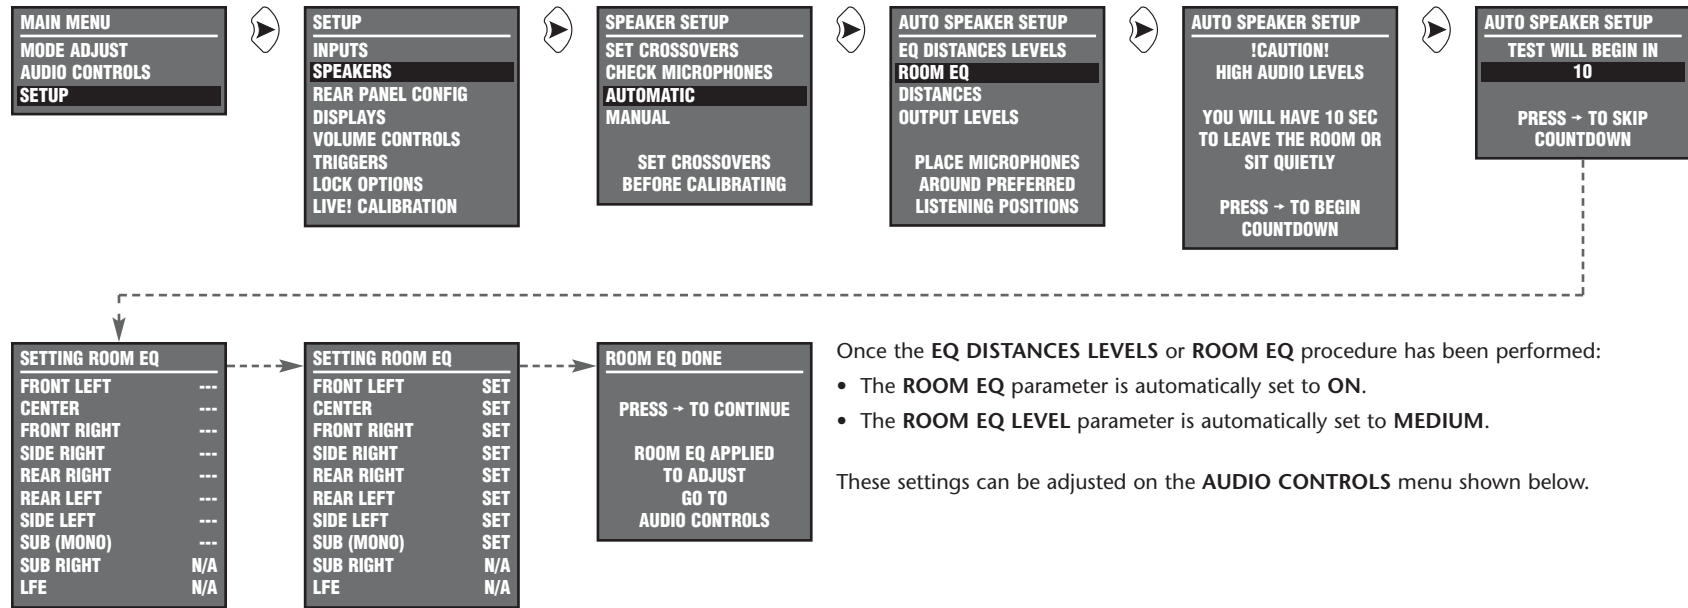 MAIN MENU
MODE ADJUST
AUDIO CONTROLS
SETUP
SETUP
INPUTS
SPEAKERS
REAR PANEL CONFIG
DISPLAYS
VOLUME CONTROLS
TRIGGERS
LOCK OPTIONS
LIVE! CALIBRATION
SPEAKER SETUP
SET CROSSOVERS
CHECK MICROPHONES
AUTOMATIC
MANUAL
SET CROSSOVERS
BEFORE CALIBRATING
AUTO SPEAKER SETUP
EQ DISTANCES LEVELS
ROOM EQ
DISTANCES
OUTPUT LEVELS
PLACE MICROPHONES
AROUND PREFERRED
LISTENING POSITIONS
AUTO SPEAKER SETUP
!CAUTION!
HIGH AUDIO LEVELS
YOU WILL HAVE 10 SEC
TO LEAVE THE ROOM OR
SIT QUIETLY
PRESS → TO BEGIN
COUNTDOWN
AUTO SPEAKER SETUP
TEST WILL BEGIN IN
10
PRESS → TO SKIP
COUNTDOWN
SETTING ROOM EQ
FRONT LEFT ---
CENTER ---
FRONT RIGHT ---
SIDE RIGHT ---
REAR RIGHT ---
REAR LEFT ---
SIDE LEFT ---
SUB (MONO) ---
SUB RIGHT N/A
LFE N/A
SETTING ROOM EQ
FRONT LEFT SET
CENTER SET
FRONT RIGHT SET
SIDE RIGHT SET
REAR RIGHT SET
REAR LEFT SET
SIDE LEFT SET
SUB (MONO) SET
SUB RIGHT N/A
LFE N/A
ROOM EQ DONE
PRESS → TO CONTINUE
ROOM EQ APPLIED
TO ADJUST
GO TO
AUDIO CONTROLS
Once the EQ DISTANCES LEVELS or ROOM EQ procedure has been performed:
• The ROOM EQ parameter is automatically set to ON.
• The ROOM EQ LEVEL parameter is automatically set to MEDIUM.
These settings can be adjusted on the AUDIO CONTROLS menu shown below.